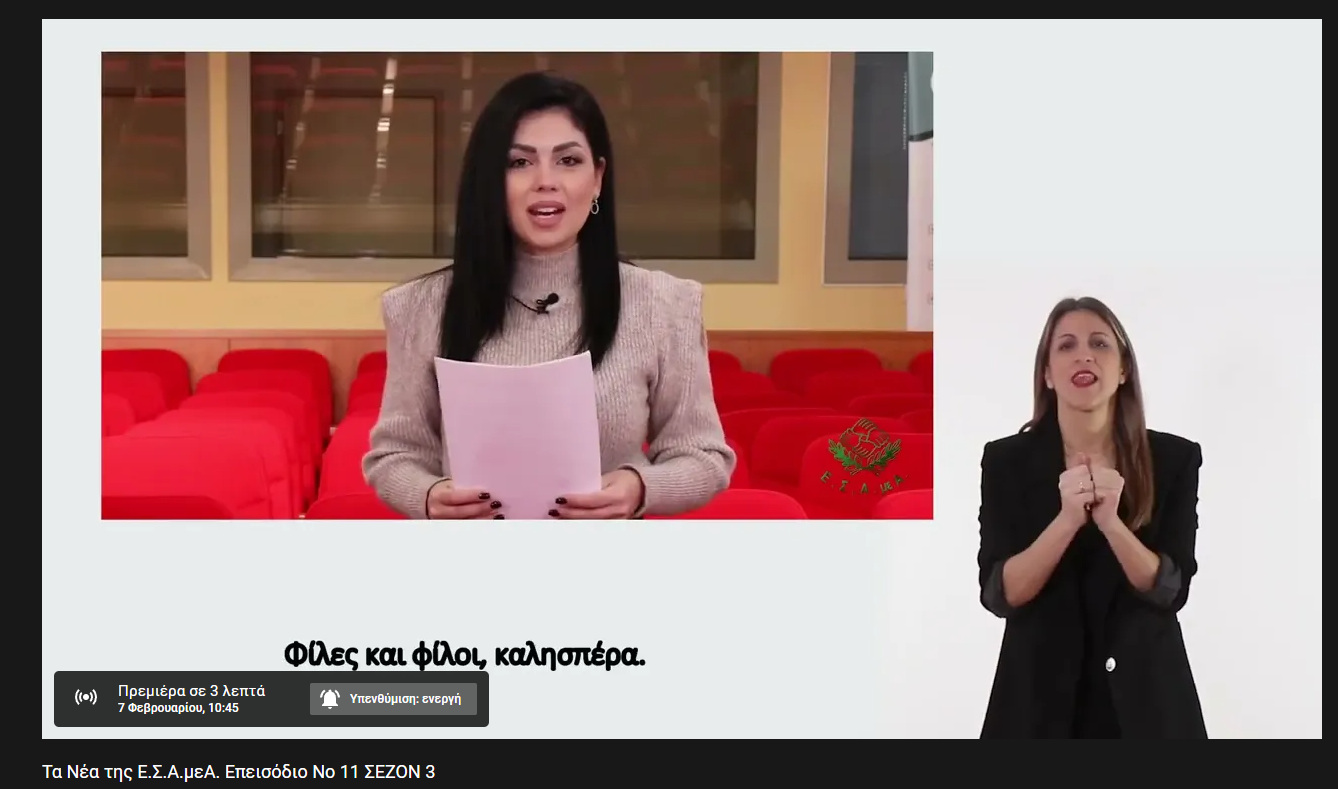 Ε.Σ.Α.μεΑ
Φίλες και φίλοι, καλησπέρα.
Πρεμιέρα σε 3 λεπτά
7 Φεβρουαρίου, 10:45
Υπενθύμιση: ενεργή
Τα Νέα της Ε.Σ.Α.μεΑ. Επεισόδιο Νο 11 ΣΕΖΟΝ 3